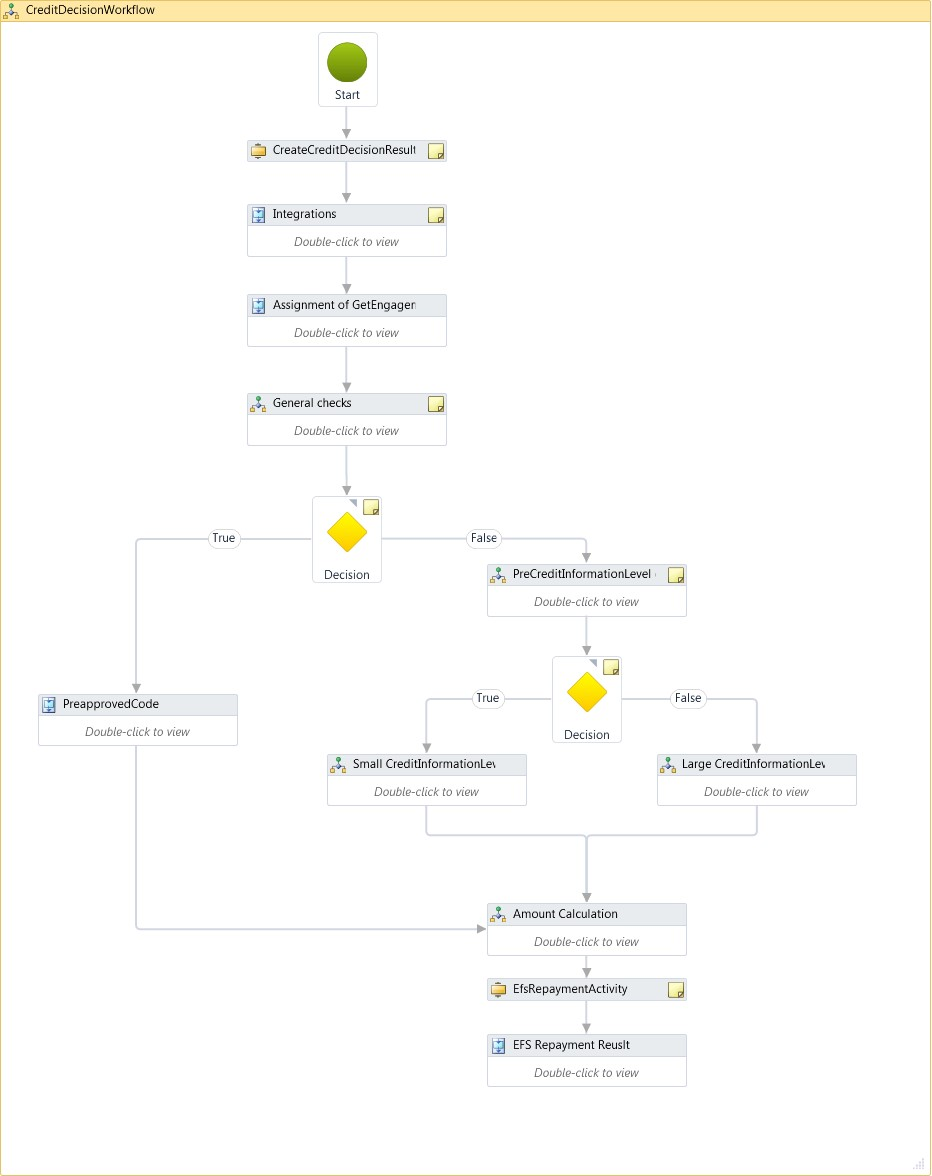 CreditDecisionWorkflow
Start
CreateCreditDecisionResult
Integrations
Double-click to view
Assignment of GetEngagem
Double-click to view
General checks
Double-click to view
True
False
Decision
PreCreditInformationLevel
Double-click to view
True
False
Decision
PreapprovedCode
Double-click to view
Small CreditInformationLev
Double-click to view
Large CreditInformationLev
Double-click to view
Amount Calculation
Double-click to view
EfsRepaymentActivity
EFS Repayment Reuslt
Double-click to view